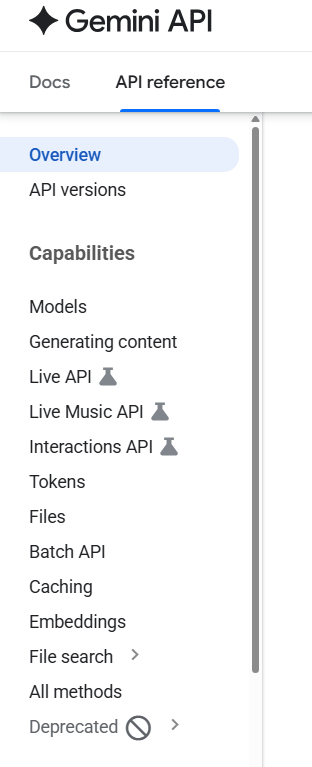 Gemini API
Docs API reference
Overview
API versions
Capabilities
Models
Generating content
Live API
Live Music API
Interactions API
Tokens
Files
Batch API
Caching
Embeddings
File search
All methods
Deprecated